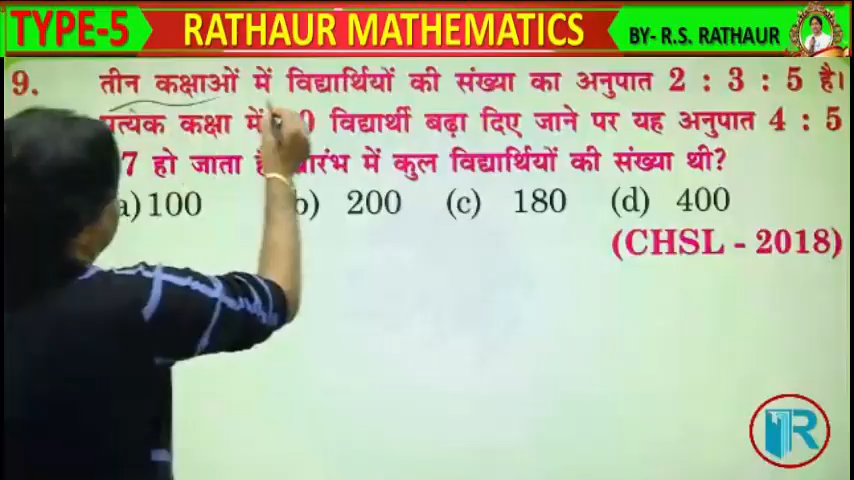 TYPE-5
RATHAUR MATHEMATICS
BY- R.S. RATHAUR
9. तीन कक्षाओं में विद्यार्थियों की संख्या का अनुपात 2 : 3 : 5 है।
प्रत्येक कक्षा में विद्यार्थी बढ़ा दिए जाने पर यह अनुपात 4 : 5
7 हो जाता में कुल विद्यार्थियों की संख्या थी?
a) 100 b) 200 (c) 180 (d) 400
(CHSL - 2018)
R